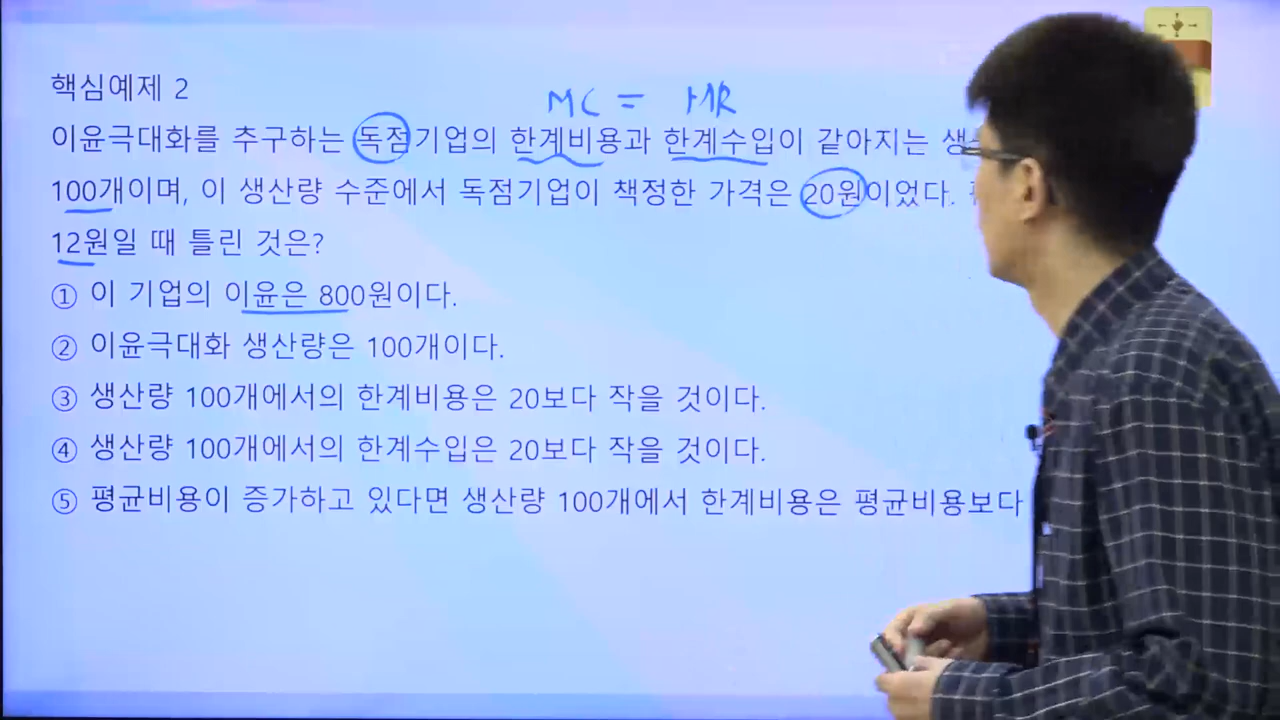 핵심예제 2
MC = MR
이윤극대화를 추구하는 독점기업의 한계비용과 한계수입이 같아지는
100개이며, 이 생산량 수준에서 독점기업이 책정한 가격은 20원이었다.
12원일 때 틀린 것은?
① 이 기업의 이윤은 800원이다.
② 이윤극대화 생산량은 100개이다.
③ 생산량 100개에서의 한계비용은 20보다 작을 것이다.
④ 생산량 100개에서의 한계수입은 20보다 작을 것이다.
⑤ 평균비용이 증가하고 있다면 생산량 100개에서 한계비용은 평균비용보다